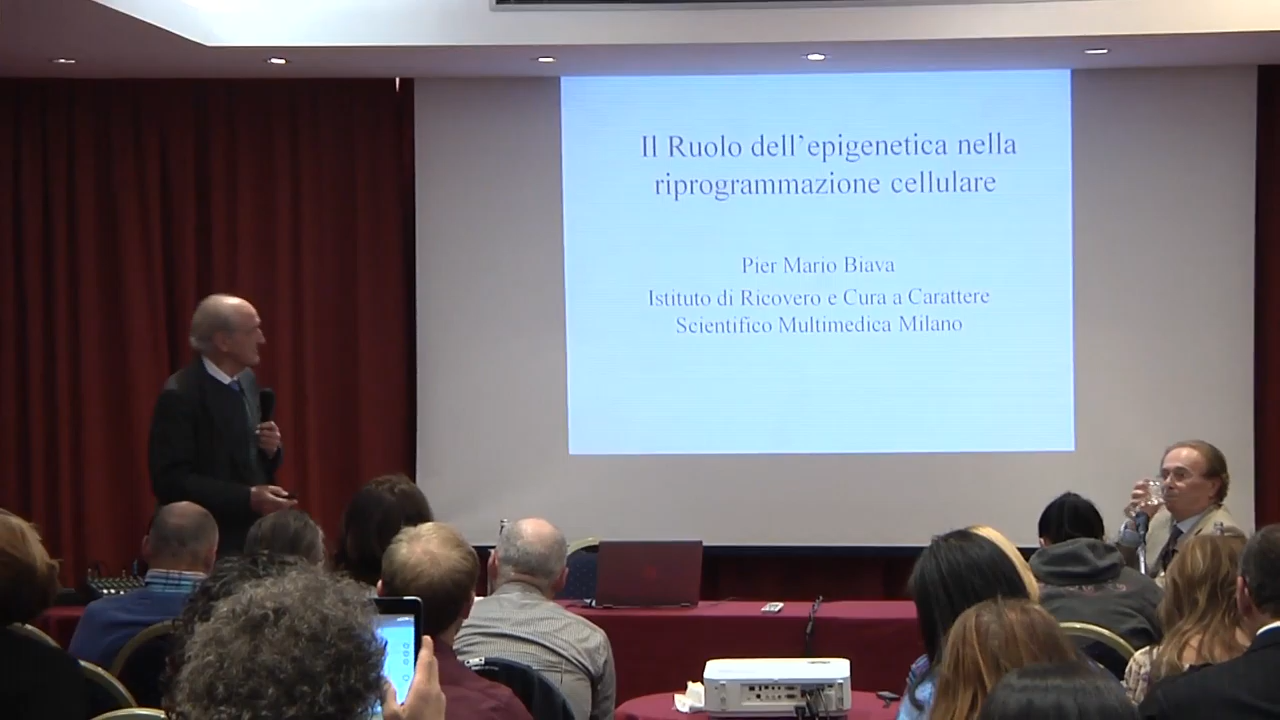 Il Ruolo dell’epigenetica nella
riprogrammazione cellulare
Pier Mario Biava
Istituto di Ricovero e Cura a Carattere
Scientifico Multimedica Milano